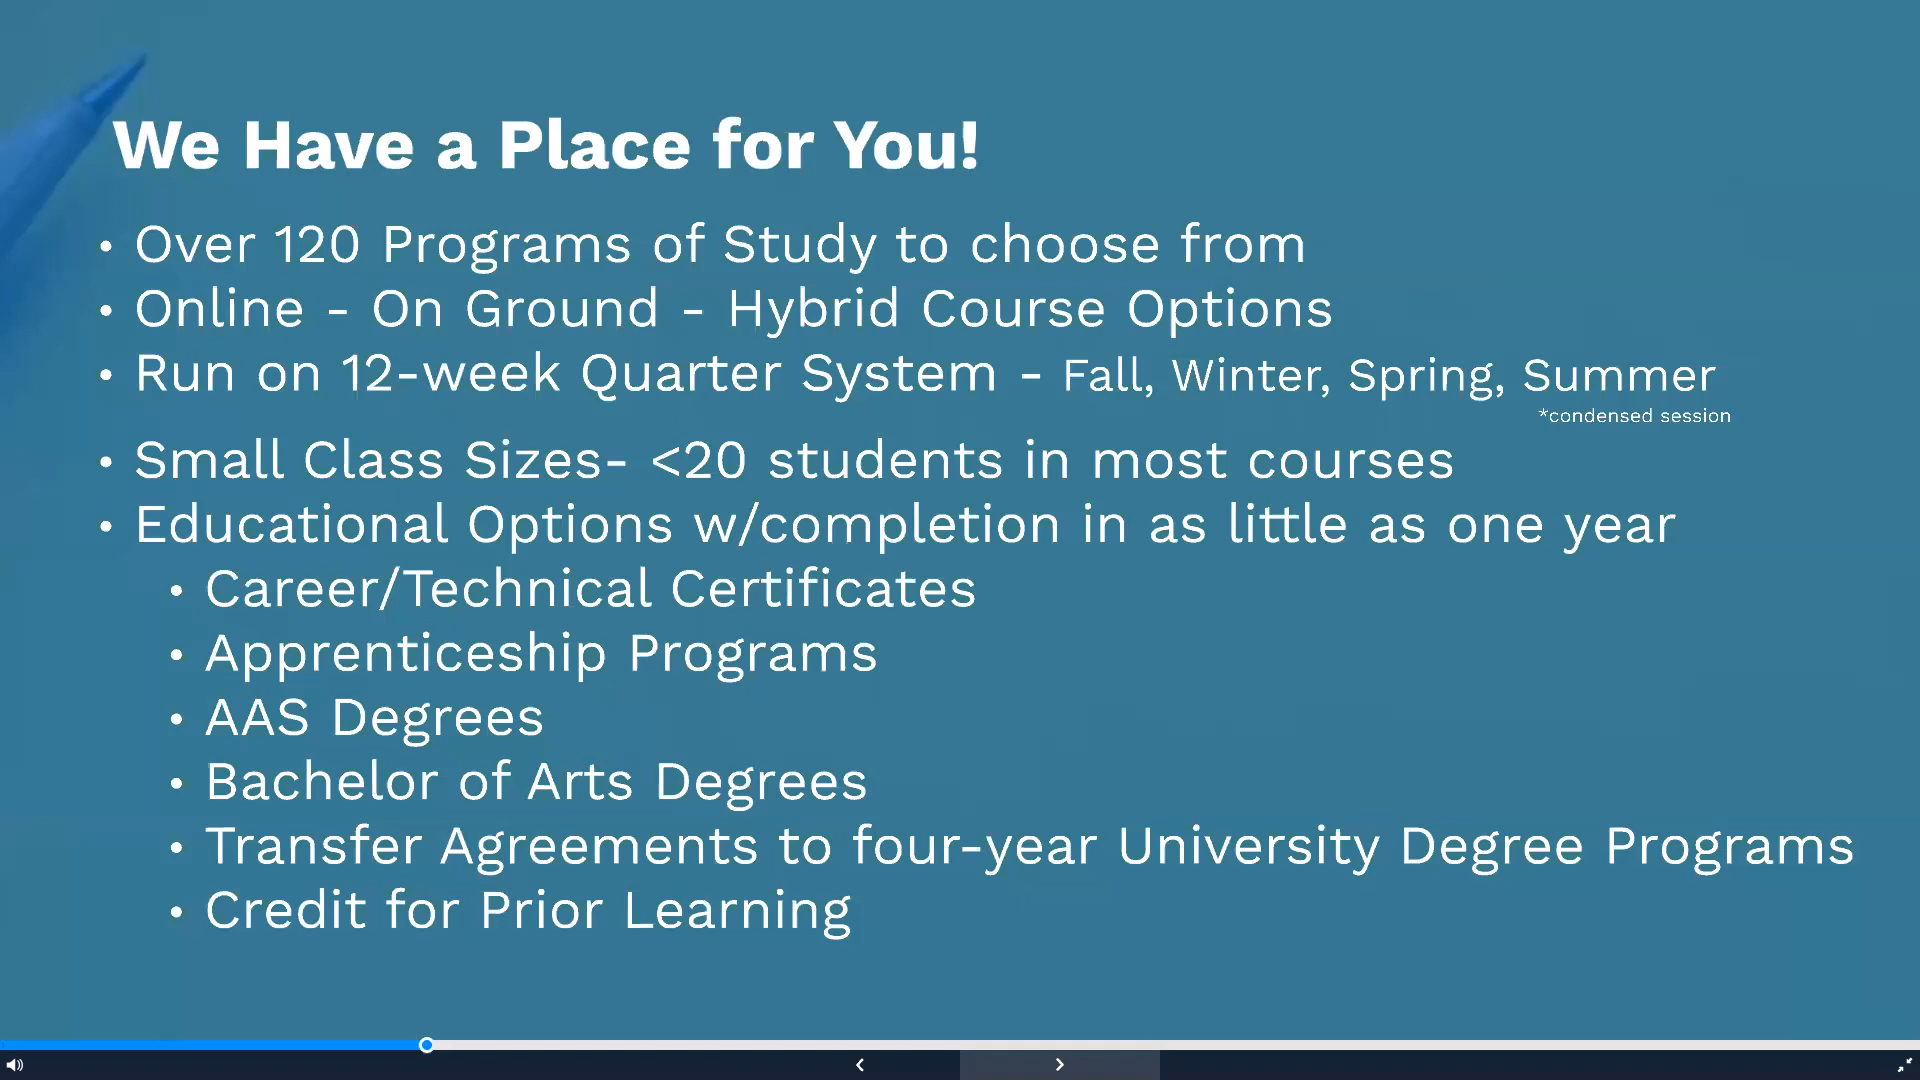 We Have a Place for You!
• Over 120 Programs of Study to choose from
• Online - On Ground - Hybrid Course Options
• Run on 12-week Quarter System - Fall, Winter, Spring, Summer
*condensed session
• Small Class Sizes- <20 students in most courses
• Educational Options w/completion in as little as one year
• Career/Technical Certificates
• Apprenticeship Programs
• AAS Degrees
• Bachelor of Arts Degrees
• Transfer Agreements to four-year University Degree Programs
• Credit for Prior Learning